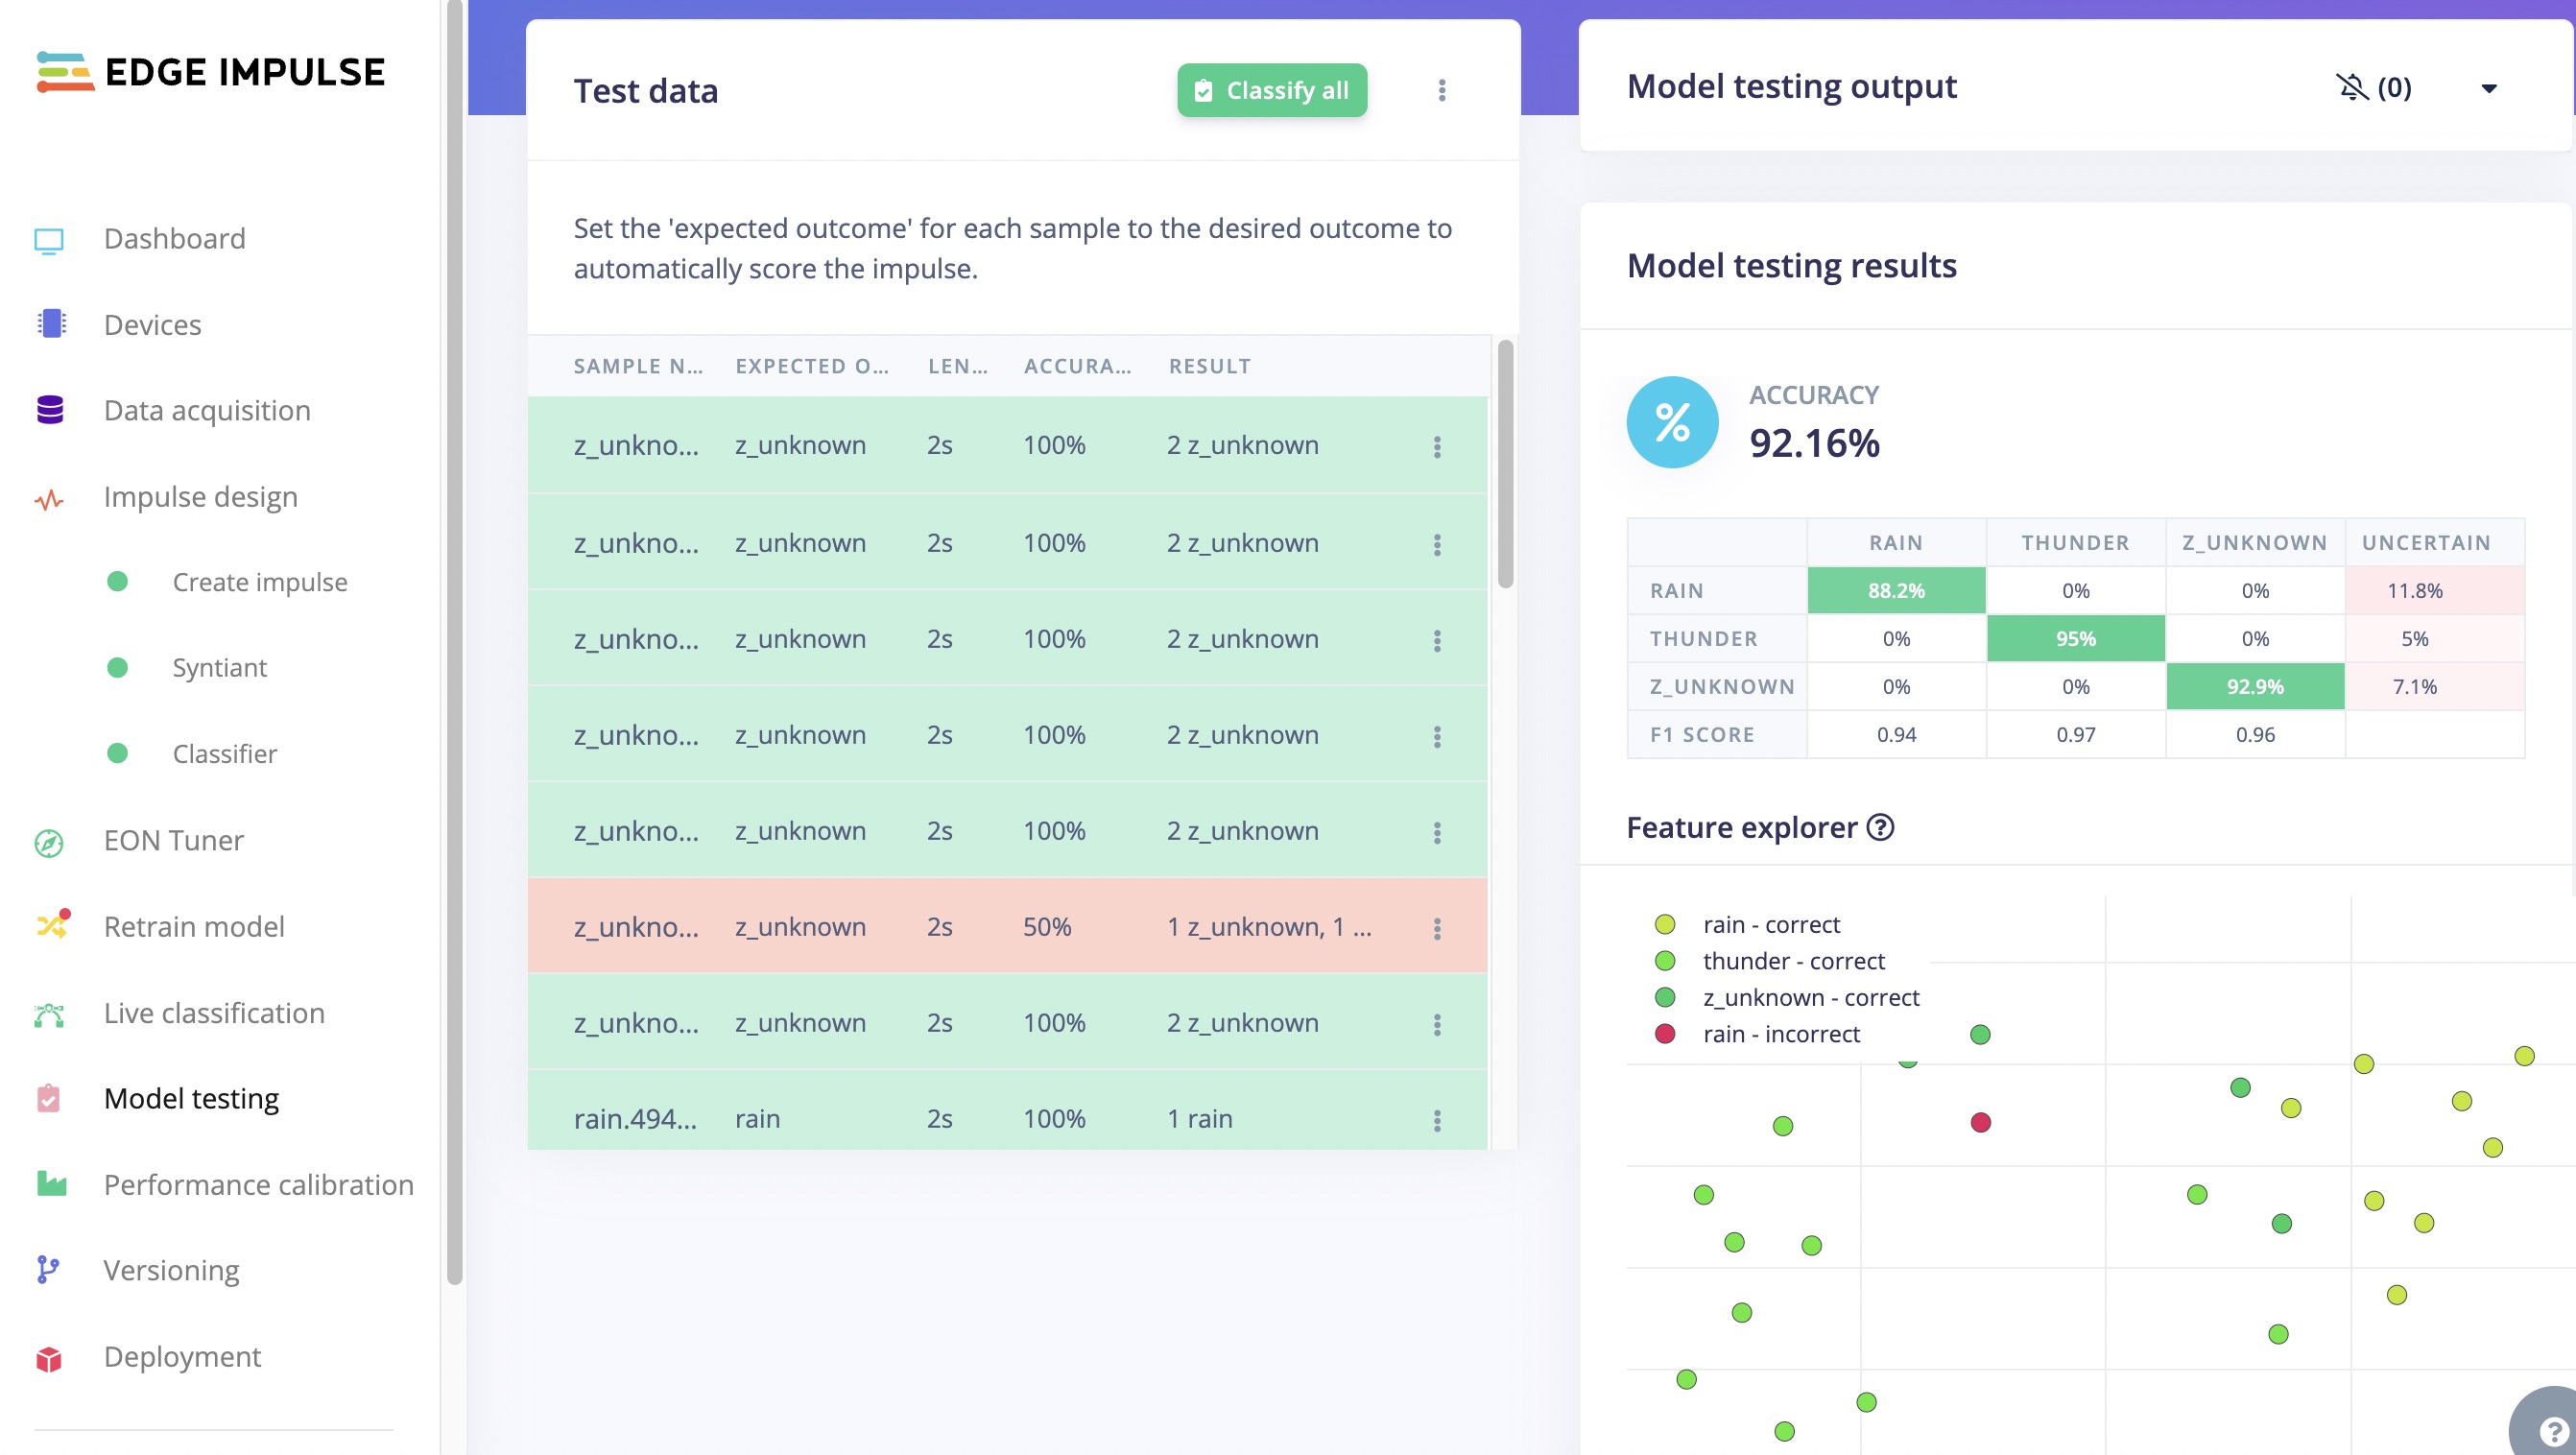 EDGE IMPULSE
Dashboard
Devices
Data acquisition
Impulse design
Create impulse
Syntiant
Classifier
EON Tuner
Retrain model
Live classification
Model testing
Performance calibration
Versioning
Deployment
Test data
Classify all
Set the 'expected outcome' for each sample to the desired outcome to
automatically score the impulse.
SAMPLE N... EXPECTED O... LEN... ACCURA... RESULT
z_unkno... z_unknown 2s 100% 2 z_unknown
z_unkno... z_unknown 2s 100% 2 z_unknown
z_unkno... z_unknown 2s 100% 2 z_unknown
z_unkno... z_unknown 2s 100% 2 z_unknown
z_unkno... z_unknown 2s 100% 2 z_unknown
z_unkno... z_unknown 2s 50% 1 z_unknown, 1 ...
z_unkno... z_unknown 2s 100% 2 z_unknown
rain.494... rain 2s 100% 1 rain
Model testing output (0)
Model testing results
%
ACCURACY
92.16%
RAIN THUNDER Z_UNKNOWN UNCERTAIN
RAIN 88.2% 0% 0% 11.8%
THUNDER 0% 95% 0% 5%
Z_UNKNOWN 0% 0% 92.9% 7.1%
F1 SCORE 0.94 0.97 0.96
Feature explorer ?
rain - correct
thunder - correct
z_unknown - correct
rain - incorrect
?